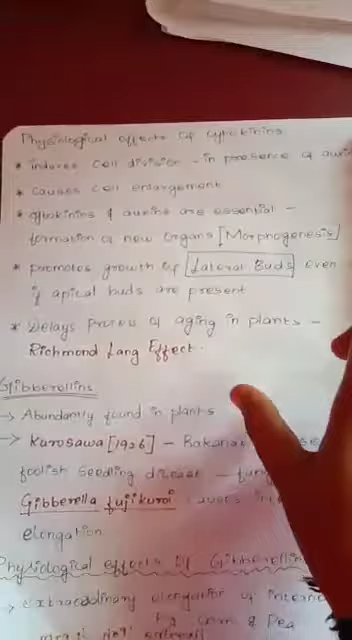 Physiological effects of cytokinins
* induces cell division - in presence of auxin
* causes cell enlargement
* cytokinins & auxins are essential -
formation of new organs [Morphogenesis]
* promotes growth of Lateral Buds even
if apical buds are present
* Delays process of aging in plants -
Richmond Lang Effect.
Gibberellins
→ Abundantly found in plants
→ Kurosawa [1926] -
foolish seedling disease -
Gibberella fujikuroi causes
elongation
Physiological effects of Gibberellins
→ extraordinary elongation of